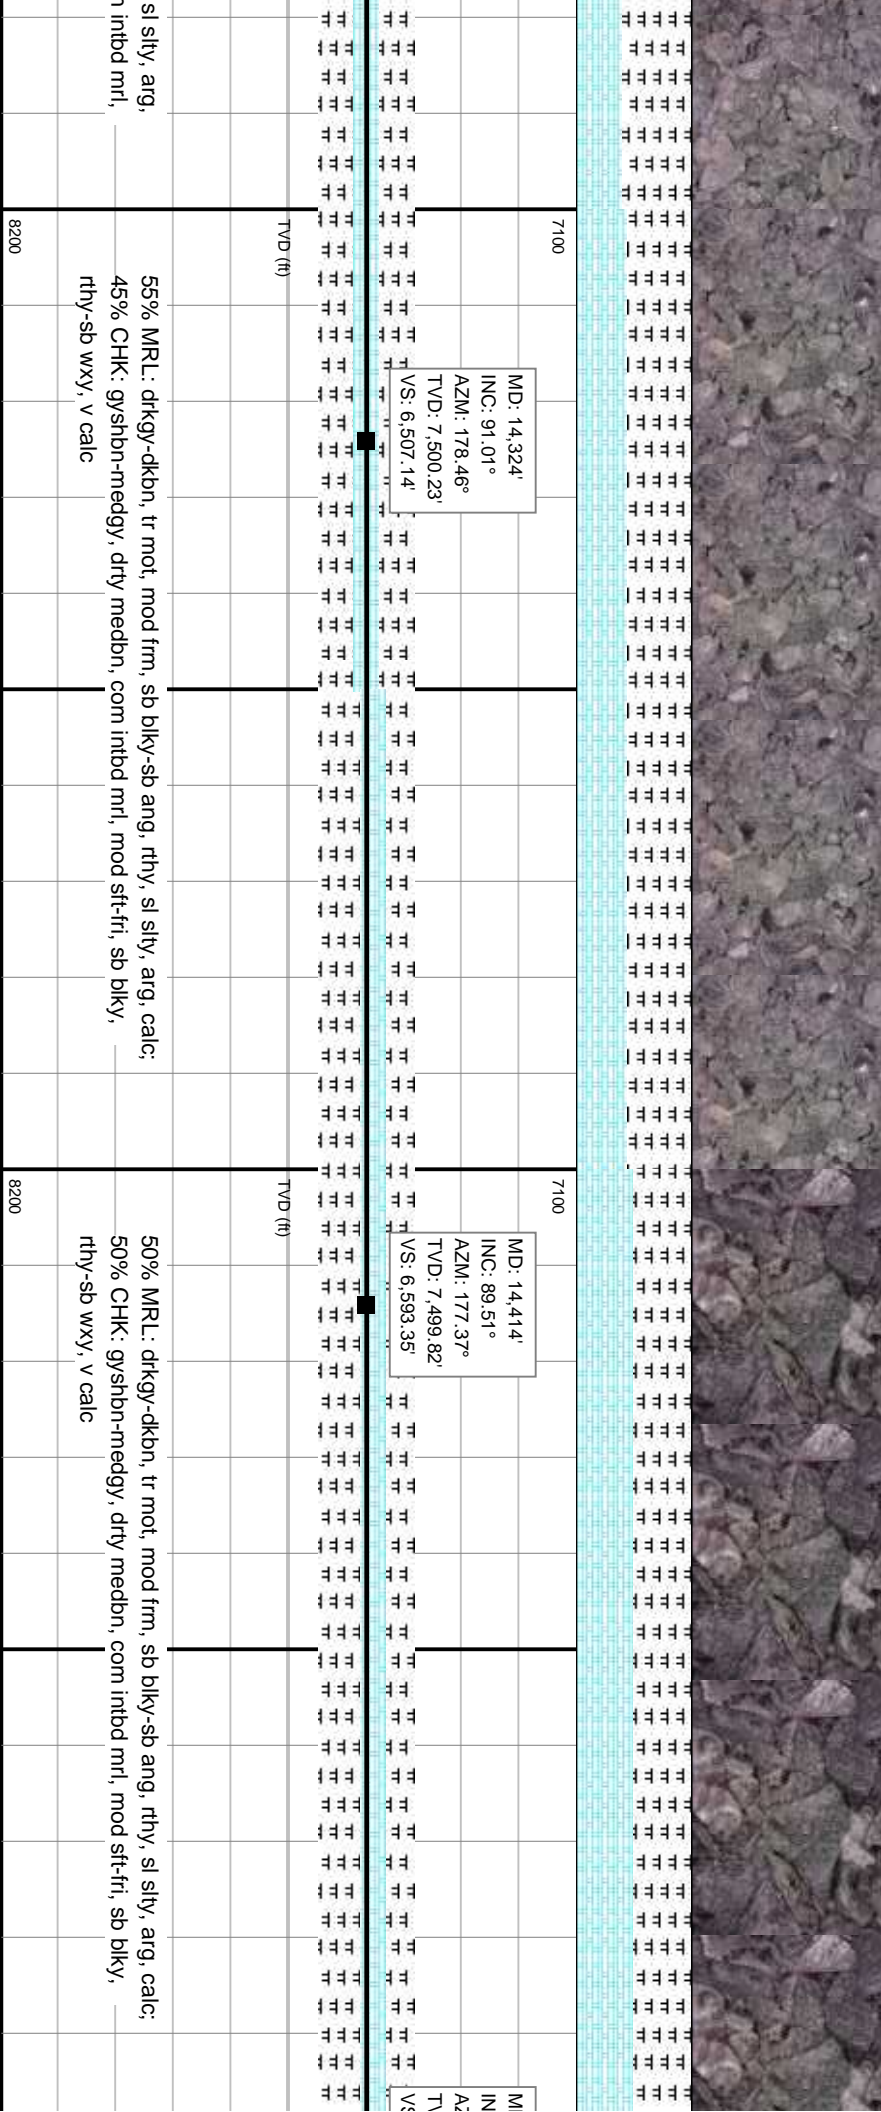 sl slty, arg,
n intbd mrl,
7100
TVD (ft)
8200
MD: 14,324'
INC: 91.01°
AZM: 178.46°
TVD: 7,500.23'
VS: 6,507.14'
55% MRL: drkgy-dkbn, tr mot, mod frm, sb blky-sb ang, rthy, sl slty, arg, calc;
45% CHK: gyshbn-medgy, drty medbn, com intbd mrl, mod sft-fri, sb blky,
rthy-sb wxy, v calc
7100
TVD (ft)
8200
MD: 14,414'
INC: 89.51°
AZM: 177.37°
TVD: 7,499.82'
VS: 6,593.35'
50% MRL: drkgy-dkbn, tr mot, mod frm, sb blky-sb ang, rthy, sl slty, arg, calc;
50% CHK: gyshbn-medgy, drty medbn, com intbd mrl, mod sft-fri, sb blky,
rthy-sb wxy, v calc